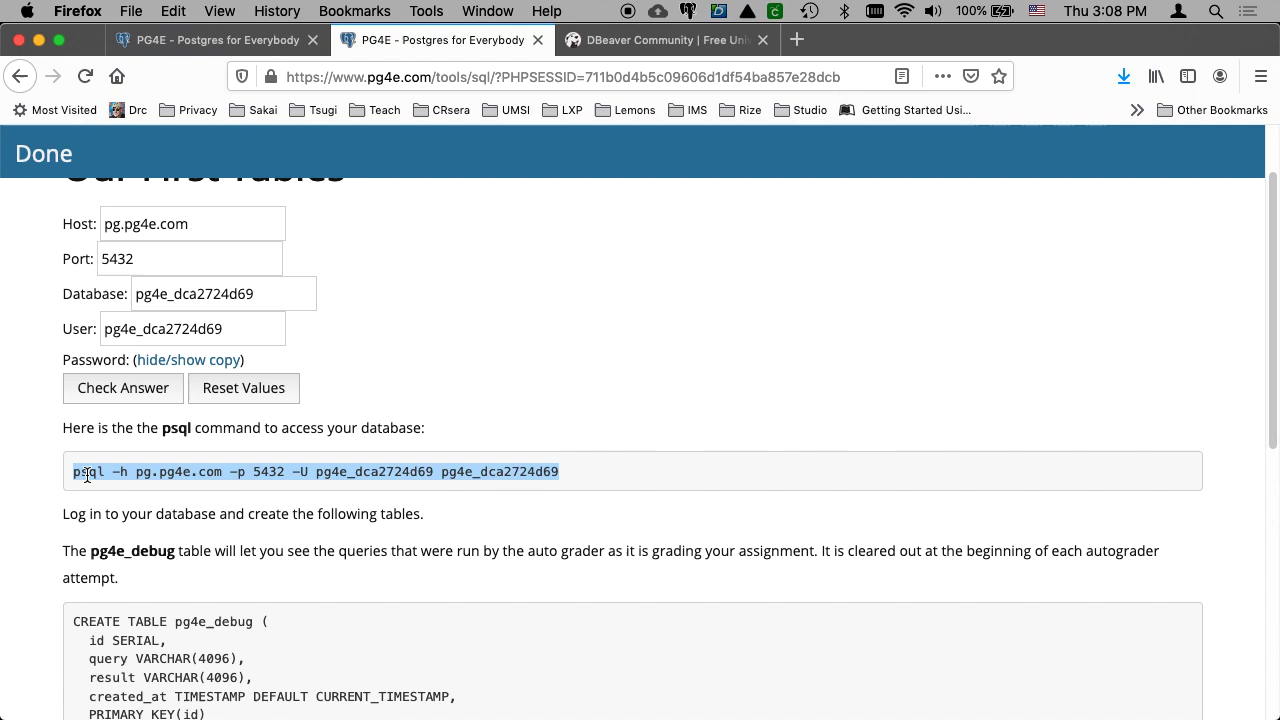 Firefox File Edit View History Bookmarks Tools Window Help 100% Thu 3:08 PM
PG4E - Postgres for Everybody
PG4E - Postgres for Everybody
DBeaver Community | Free Uni
https://www.pg4e.com/tools/sql/?PHPSESSID=711b0d4b5c09606d1df54ba857e28dcb
Most Visited Drc Privacy Sakai Tsugi Teach CRsera UMSI LXP Lemons IMS Rize Studio Getting Started Usi... Other Bookmarks
Done
Our First Tables
Host: pg.pg4e.com
Port: 5432
Database: pg4e_dca2724d69
User: pg4e_dca2724d69
Password: (hide/show copy)
Check Answer Reset Values
Here is the the psql command to access your database:
psql -h pg.pg4e.com -p 5432 -U pg4e_dca2724d69 pg4e_dca2724d69
Log in to your database and create the following tables.
The pg4e_debug table will let you see the queries that were run by the auto grader as it is grading your assignment. It is cleared out at the beginning of each autograder
attempt.
CREATE TABLE pg4e_debug (
id SERIAL,
query VARCHAR(4096),
result VARCHAR(4096),
created_at TIMESTAMP DEFAULT CURRENT_TIMESTAMP,
PRIMARY KEY(id)